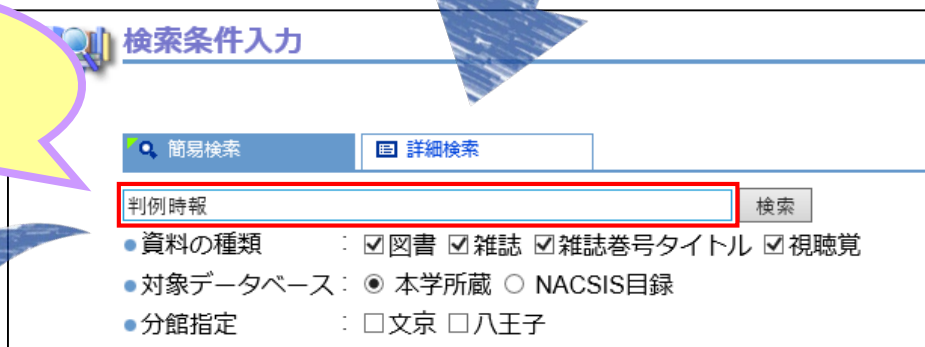 検索条件入力
簡易検索 詳細検索
判例時報 検索
●資料の種類 : ☑図書 ☑雑誌 ☑雑誌巻号タイトル ☑視聴覚
●対象データベース : ◉ 本学所蔵 ○ NACSIS目録
●分館指定 : □文京 □八王子